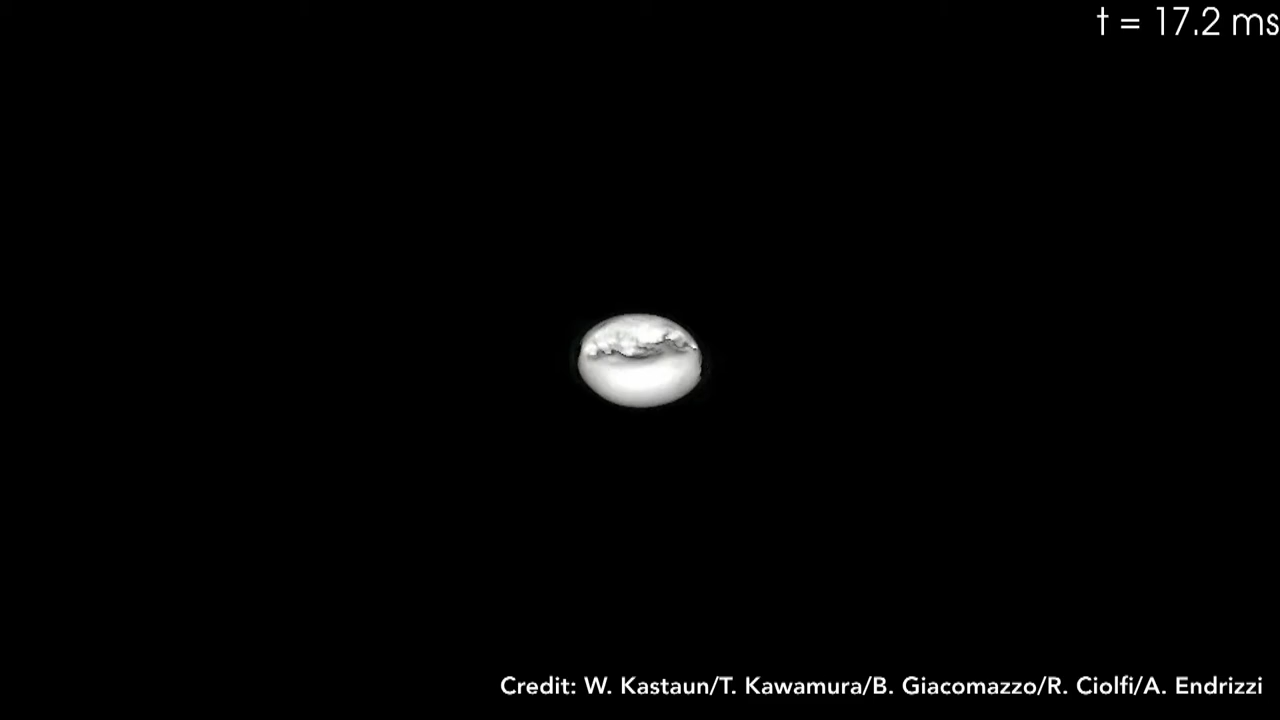 t = 17.2 ms
Credit: W. Kastaun/T. Kawamura/B. Giacomazzo/R. Ciolfi/A. Endrizzi